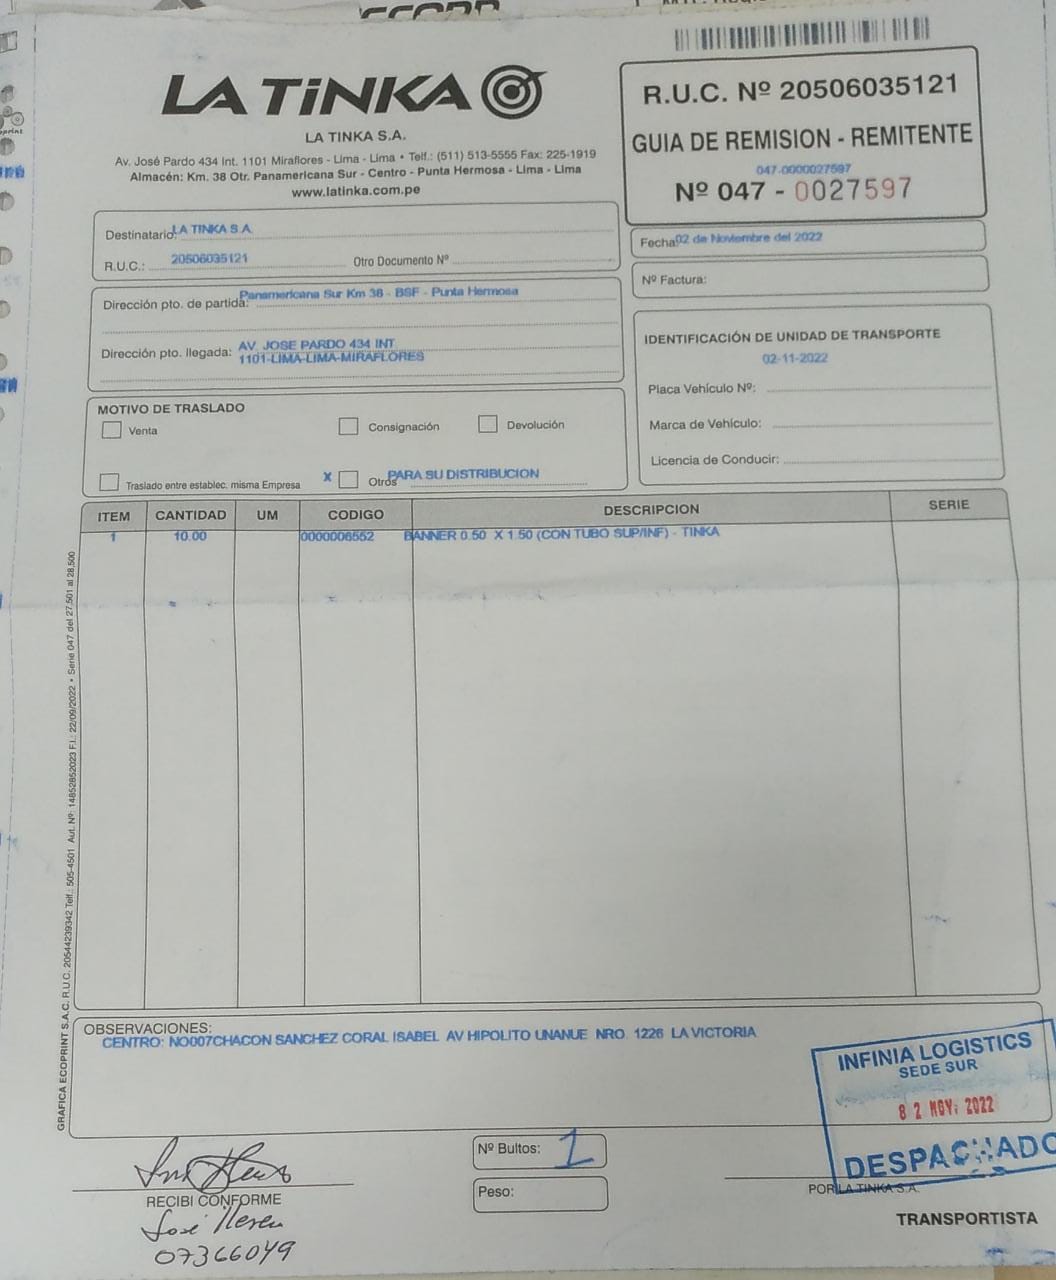 LA TiNKA
LA TINKA S.A.
Av. José Pardo 434 Int. 1101 Miraflores - Lima - Lima • Telf.: (511) 513-5555 Fax: 225-1919
Almacén: Km. 38 Otr. Panamericana Sur - Centro - Punta Hermosa - Lima - Lima
www.latinka.com.pe
R.U.C. Nº 20506035121
GUIA DE REMISION - REMITENTE
047-0000027597
Nº 047 - 0027597
Destinatario: LA TINKA S.A.
R.U.C.: 20506035121 Otro Documento Nº
Fecha: 02 de Noviembre del 2022
Nº Factura:
Dirección pto. de partida: Panamericana Sur Km 38 - BSF - Punta Hermosa
Dirección pto. llegada: AV. JOSE PARDO 434 INT
1101-LIMA-LIMA-MIRAFLORES
IDENTIFICACIÓN DE UNIDAD DE TRANSPORTE
02-11-2022
Placa Vehículo Nº:
Marca de Vehículo:
Licencia de Conducir:
MOTIVO DE TRASLADO
Venta Consignación Devolución
Traslado entre establec. misma Empresa X Otros PARA SU DISTRIBUCION
ITEM CANTIDAD UM CODIGO DESCRIPCION SERIE
1 10.00 0000006552 BANNER 0.50 X 1.50 (CON TUBO SUP/INF) - TINKA
GRAFICA ECOPRINT S.A.C. R.U.C. 20544239342 Telf.: 505-4501 Aut. Nº: 14852852023 F.I.: 22/09/2022 • Serie 047 del 27,501 al 28,500
OBSERVACIONES:
CENTRO: NO007CHACON SANCHEZ CORAL ISABEL AV HIPOLITO UNANUE NRO. 1226 LA VICTORIA
INFINIA LOGISTICS
SEDE SUR
02 NOV. 2022
DESPACHADO
Nº Bultos: 1
Peso:
RECIBI CONFORME
José
07366049
POR LA TINKA S.A.
TRANSPORTISTA